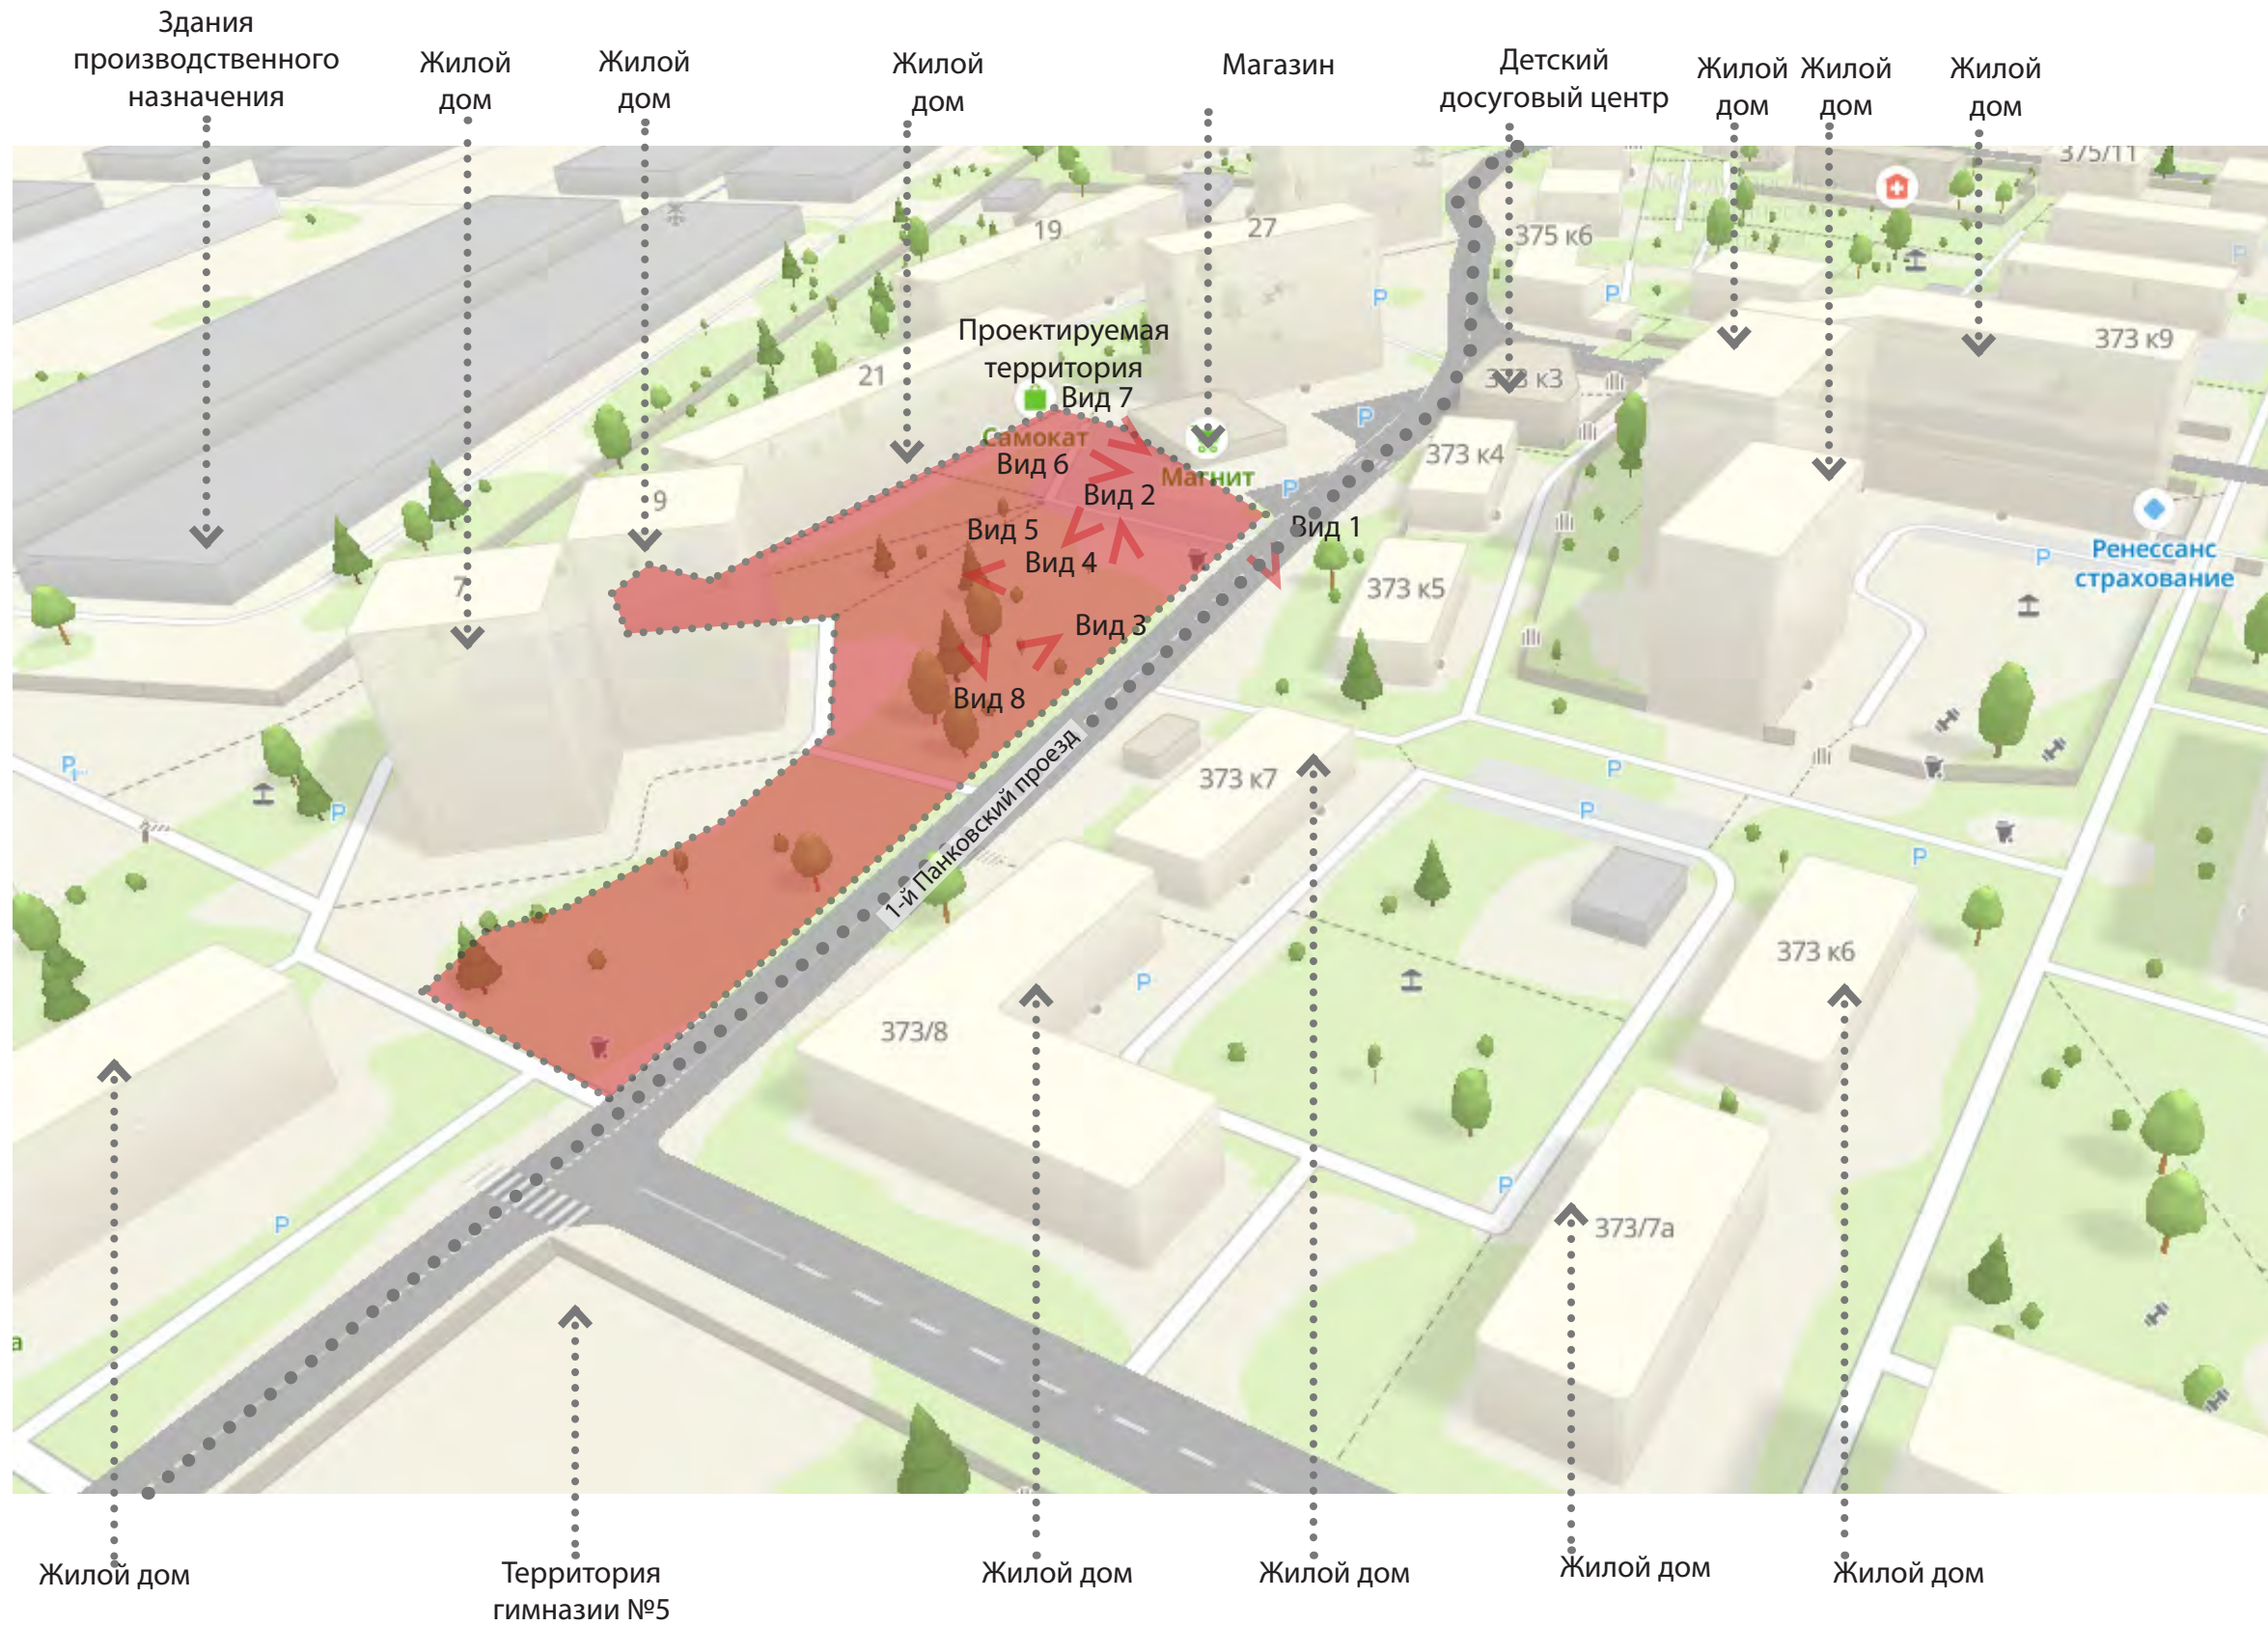 Здания
производственного
назначения
Жилой
дом
Жилой
дом
Жилой
дом
Магазин
Детский
досуговый центр
Жилой
дом
Жилой
дом
Жилой
дом
375/11
19
27
375 к6
P
P
P
Проектируемая
территория
373 к9
21
373 к3
Вид 7
P
Самокат
Вид 6
Магнит
373 к4
Вид 2
P
9
Вид 5
Вид 1
Ренессанс
страхование
P
Вид 4
7
373 к5
Вид 3
Вид 8
1-й Панковский проезд
P
373 к7
P
P
P
P
373 к6
P
373/8
P
P
373/7а
а
Жилой дом
Территория
гимназии №5
Жилой дом
Жилой дом
Жилой дом
Жилой дом